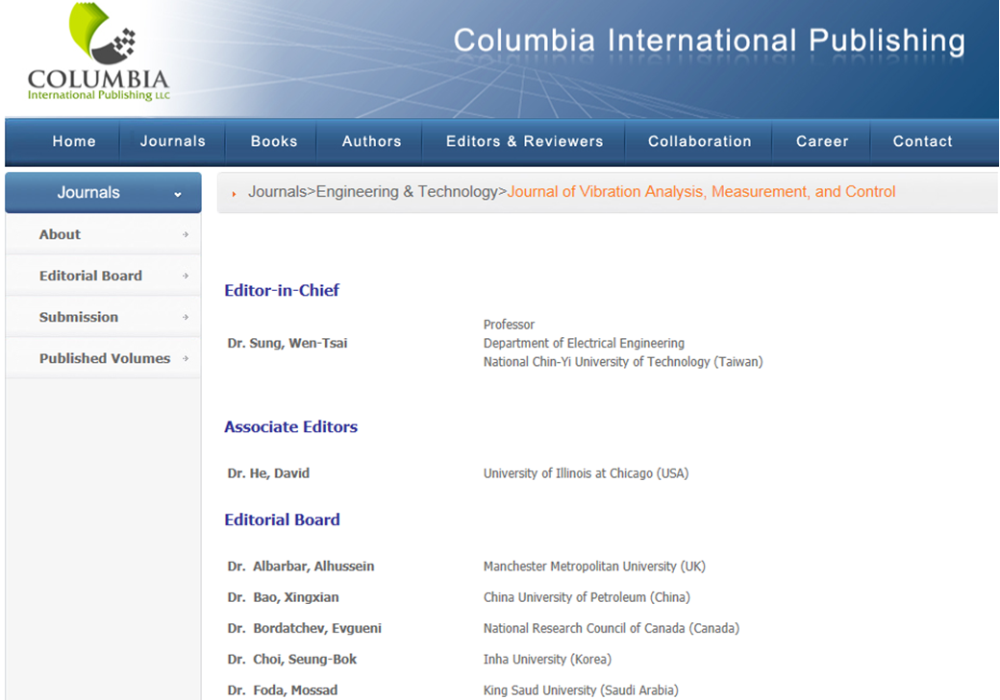 COLUMBIA
International Publishing LLC
Columbia International Publishing
Home Journals Books Authors Editors & Reviewers Collaboration Career Contact
Journals
About
Editorial Board
Submission
Published Volumes
Journals>Engineering & Technology>Journal of Vibration Analysis, Measurement, and Control
Editor-in-Chief
Professor
Dr. Sung, Wen-Tsai Department of Electrical Engineering
National Chin-Yi University of Technology (Taiwan)
Associate Editors
Dr. He, David University of Illinois at Chicago (USA)
Editorial Board
Dr. Albarbar, Alhussein Manchester Metropolitan University (UK)
Dr. Bao, Xingxian China University of Petroleum (China)
Dr. Bordatchev, Evgueni National Research Council of Canada (Canada)
Dr. Choi, Seung-Bok Inha University (Korea)
Dr. Foda, Mossad King Saud University (Saudi Arabia)